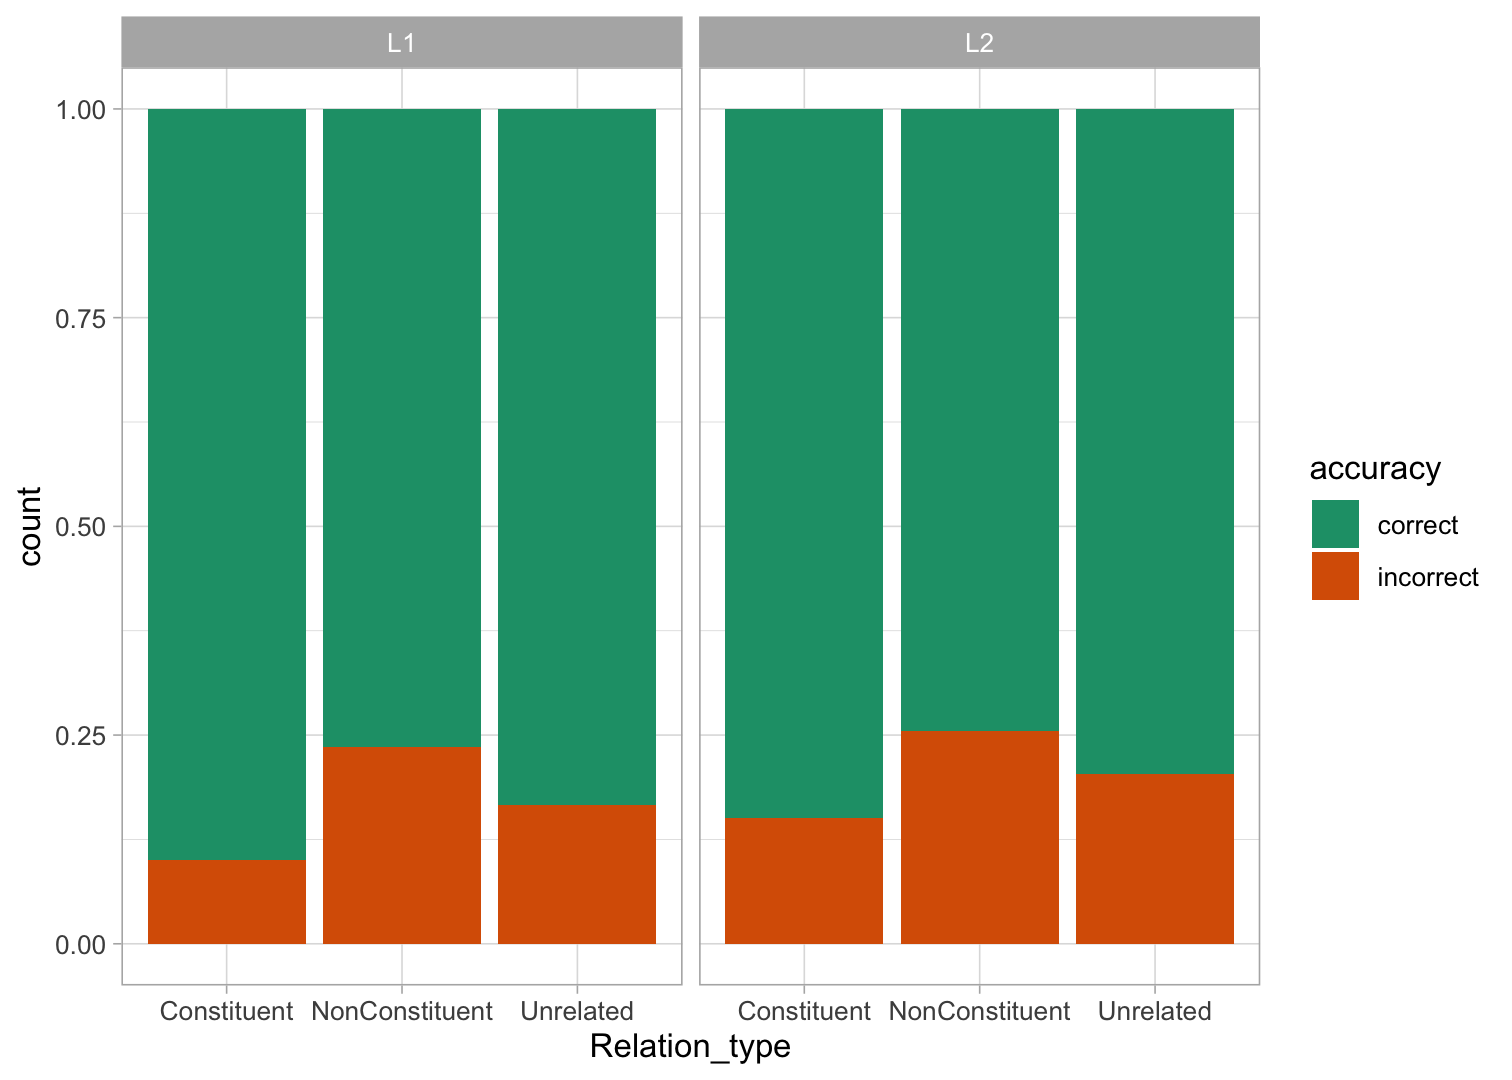 L1 L2
1.00
0.75
0.50
0.25
0.00
count
Constituent NonConstituent Unrelated Constituent NonConstituent Unrelated
Relation_type
accuracy
correct
incorrect